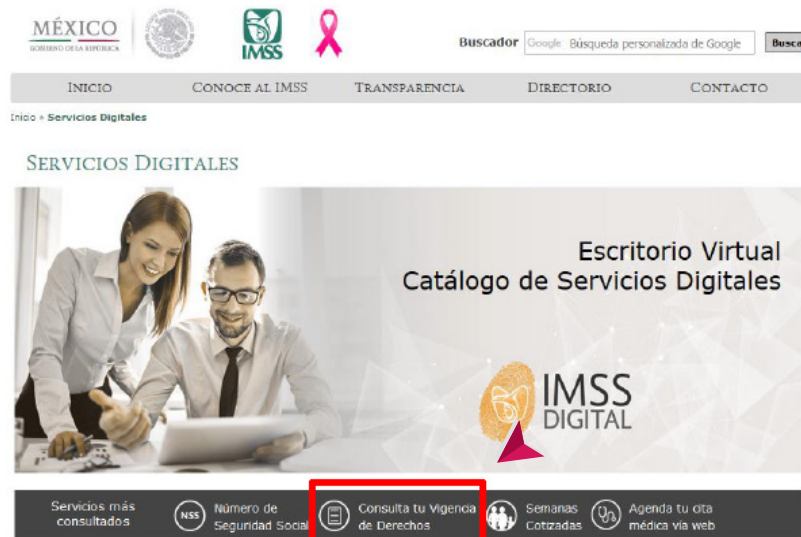 MÉXICO
GOBIERNO DE LA REPÚBLICA
IMSS
Buscador Google Búsqueda personalizada de Google Busca
INICIO CONOCE AL IMSS TRANSPARENCIA DIRECTORIO CONTACTO
Inicio » Servicios Digitales
SERVICIOS DIGITALES
Escritorio Virtual
Catálogo de Servicios Digitales
IMSS
DIGITAL
Servicios más
consultados
NSS
Número de
Seguridad Social
Consulta tu Vigencia
de Derechos
Semanas
Cotizadas
Agenda tu cita
médica vía web